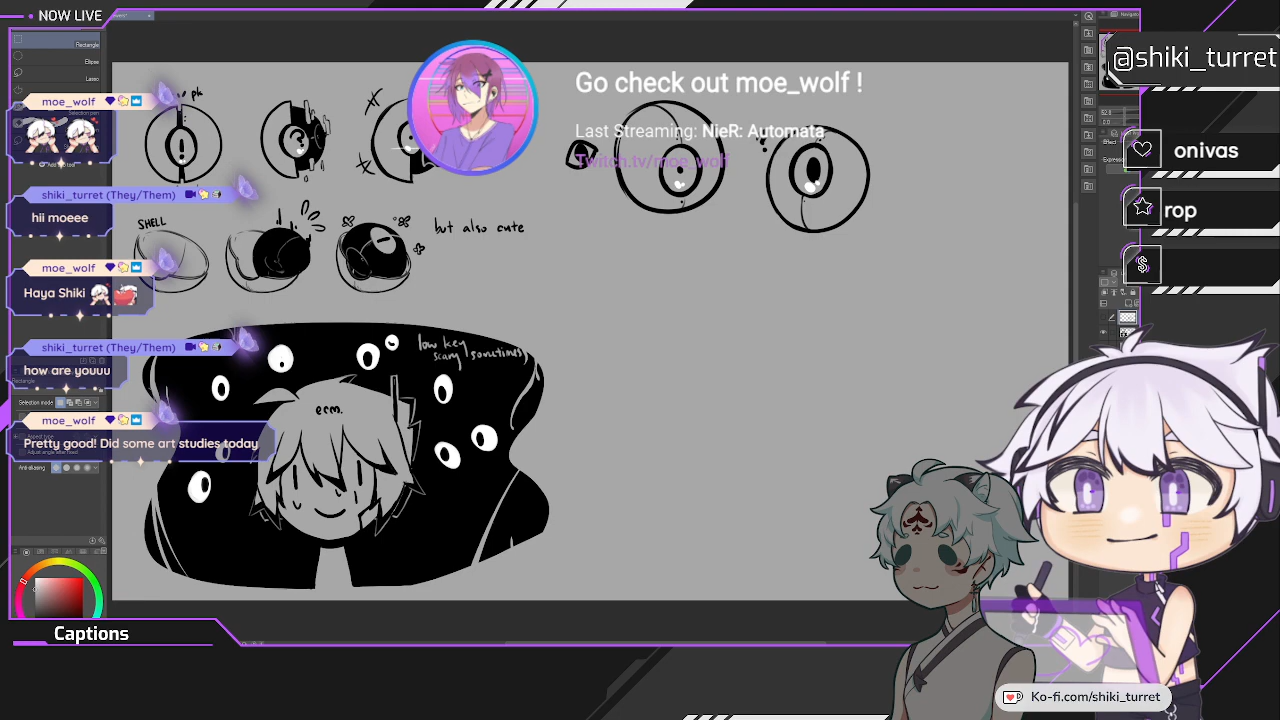 NOW LIVE
@shiki_turret
Rectangle
Ellipse
Lasso
pk
Go check out moe_wolf !
Last Streaming: NieR: Automata
Twitch.tv/moe_wolf
moe_wolf
onivas
shiki_turret (They/Them)
hii moeee
rop
SHELL
but also cute
moe_wolf
Haya Shiki
shiki_turret (They/Them)
how are youuu
low key
scary sometimes
Rectangle
Selection mode
eem.
moe_wolf
Pretty good! Did some art studies today
Anti-aliasing
Captions
Ko-fi.com/shiki_turret